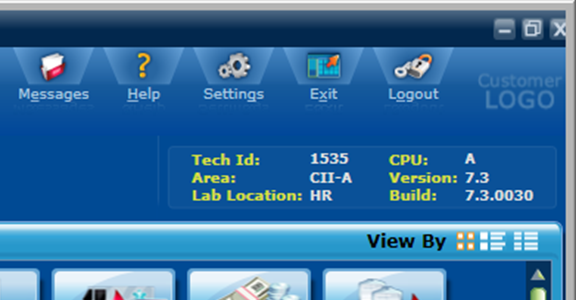 Messages Help Settings Exit Logout
Customer
LOGO
Tech Id: 1535 CPU: A
Area: CII-A Version: 7.3
Lab Location: HR Build: 7.3.0030
View By